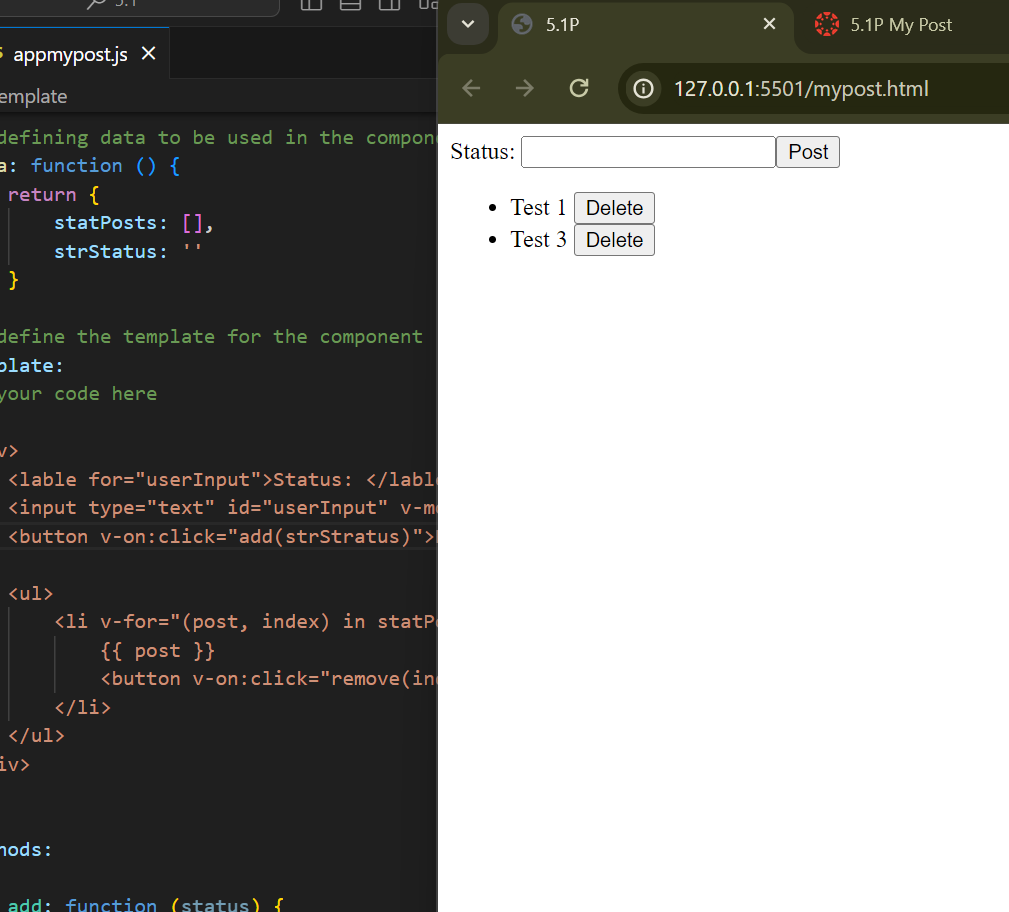 5.1
appmypost.js
emplate
defining data to be used in the compone
a: function () {
return {
statPosts: [],
strStatus: ''
}
define the template for the component
plate:
your code here
v>
<lable for="userInput">Status: </labl
<input type="text" id="userInput" v-m
<button v-on:click="add(strStratus)">
<ul>
<li v-for="(post, index) in statP
{{ post }}
<button v-on:click="remove(in
</li>
</ul>
iv>
hods:
add: function (status) {
5.1P
5.1P My Post
127.0.0.1:5501/mypost.html
Status: Post
Test 1 Delete
Test 3 Delete